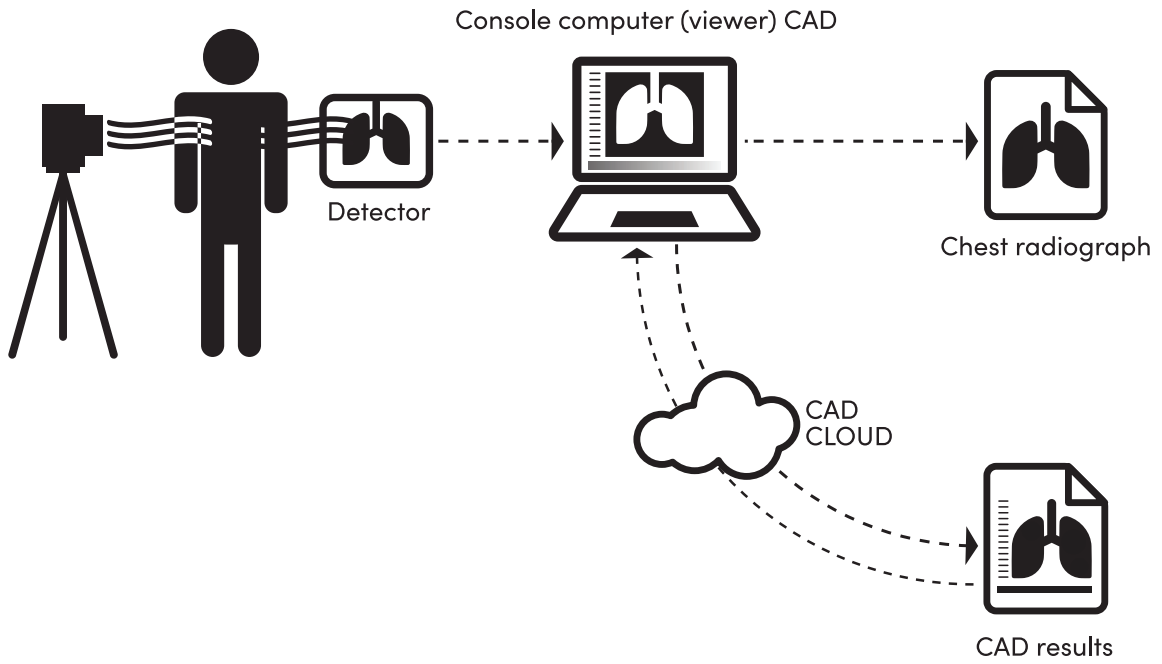 Console computer (viewer) CAD
Detector
Chest radiograph
CAD
CLOUD
CAD results